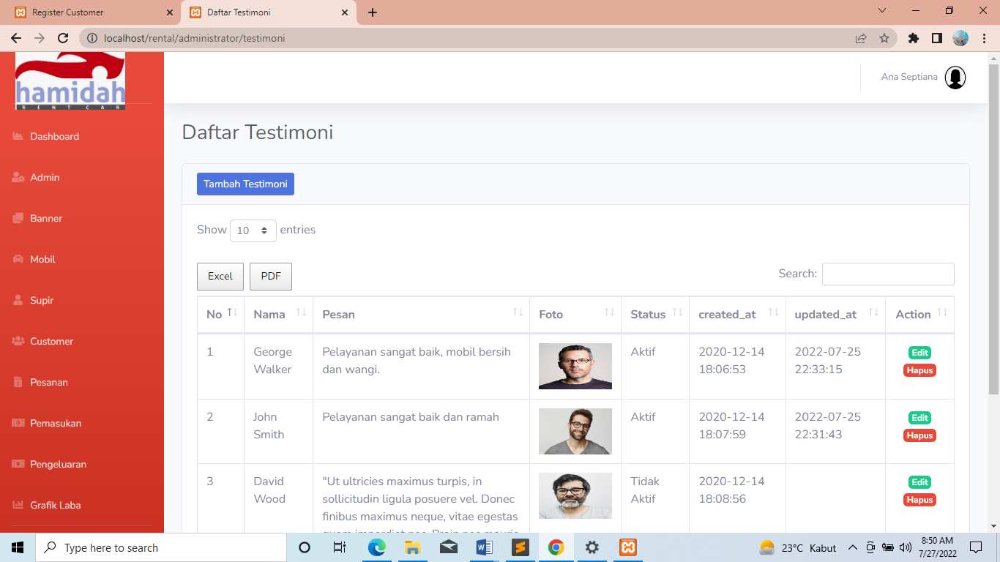 Register Customer
Daftar Testimoni
localhost/rental/administrator/testimoni
hamidah
RENT CAR
Ana Septiana
Dashboard
Admin
Banner
Mobil
Supir
Customer
Pesanan
Pemasukan
Pengeluaran
Grafik Laba
Daftar Testimoni
Tambah Testimoni
Show 10 entries
Excel PDF
Search:
No Nama Pesan Foto Status created_at updated_at Action
1 George Pelayanan sangat baik, mobil bersih Aktif 2020-12-14 2022-07-25 Edit
Walker dan wangi. 18:06:53 22:33:15 Hapus
2 John Pelayanan sangat baik dan ramah Aktif 2020-12-14 2022-07-25 Edit
Smith 18:07:59 22:31:43 Hapus
3 David "Ut ultricies maximus turpis, in Tidak 2020-12-14 Edit
Wood sollicitudin ligula posuere vel. Donec Aktif 18:08:56 Hapus
finibus maximus neque, vitae egestas
Type here to search
23°C Kabut
8:50 AM
7/27/2022